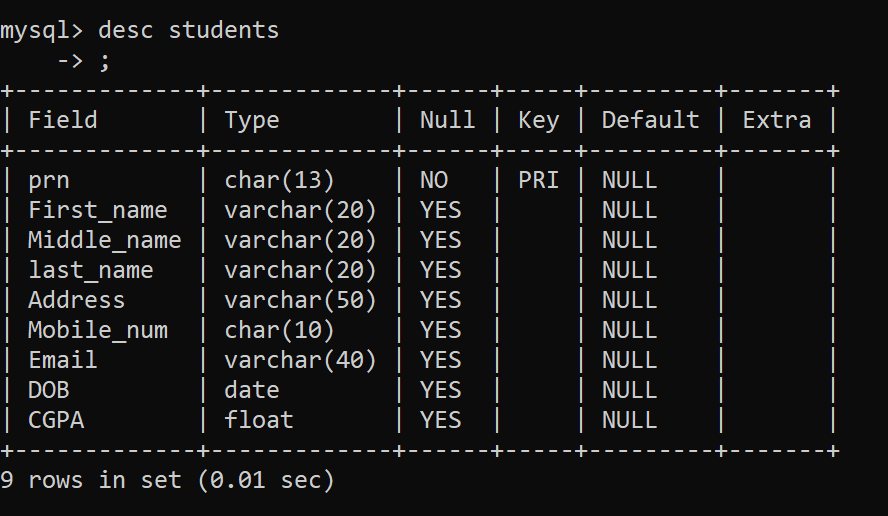 mysql> desc students
    -> ;
+-------------+-------------+------+-----+---------+-------+
| Field       | Type        | Null | Key | Default | Extra |
+-------------+-------------+------+-----+---------+-------+
| prn         | char(13)    | NO   | PRI | NULL    |       |
| First_name  | varchar(20) | YES  |     | NULL    |       |
| Middle_name | varchar(20) | YES  |     | NULL    |       |
| last_name   | varchar(20) | YES  |     | NULL    |       |
| Address     | varchar(50) | YES  |     | NULL    |       |
| Mobile_num  | char(10)    | YES  |     | NULL    |       |
| Email       | varchar(40) | YES  |     | NULL    |       |
| DOB         | date        | YES  |     | NULL    |       |
| CGPA        | float       | YES  |     | NULL    |       |
+-------------+-------------+------+-----+---------+-------+
9 rows in set (0.01 sec)